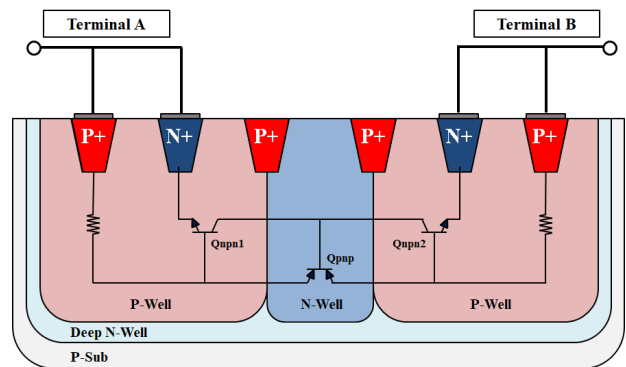 Terminal A
Terminal B
P+
N+
P+
P+
N+
P+
Qnpn1
Qpnp
Qnpn2
P-Well
N-Well
P-Well
Deep N-Well
P-Sub